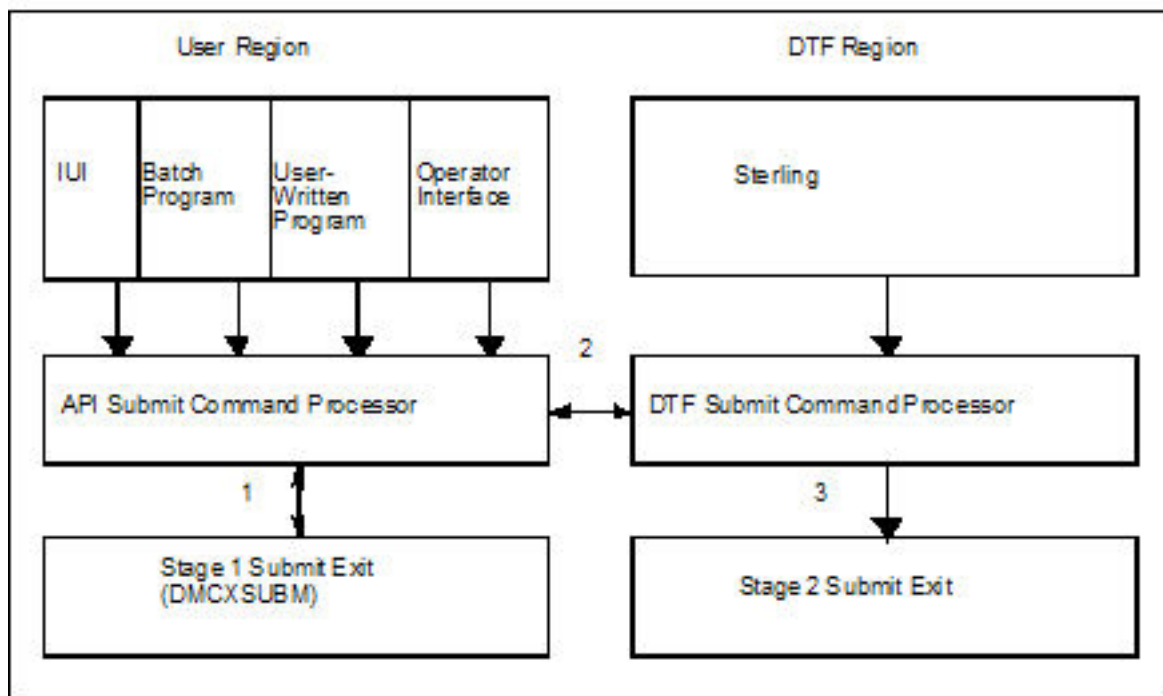 User Region
DTF Region
IUI
Batch
Program
User-
Written
Program
Operator
Interface
Sterling
2
API Submit Command Processor
DTF Submit Command Processor
1
3
Stage 1 Submit Exit
(DMCXSUBM)
Stage 2 Submit Exit